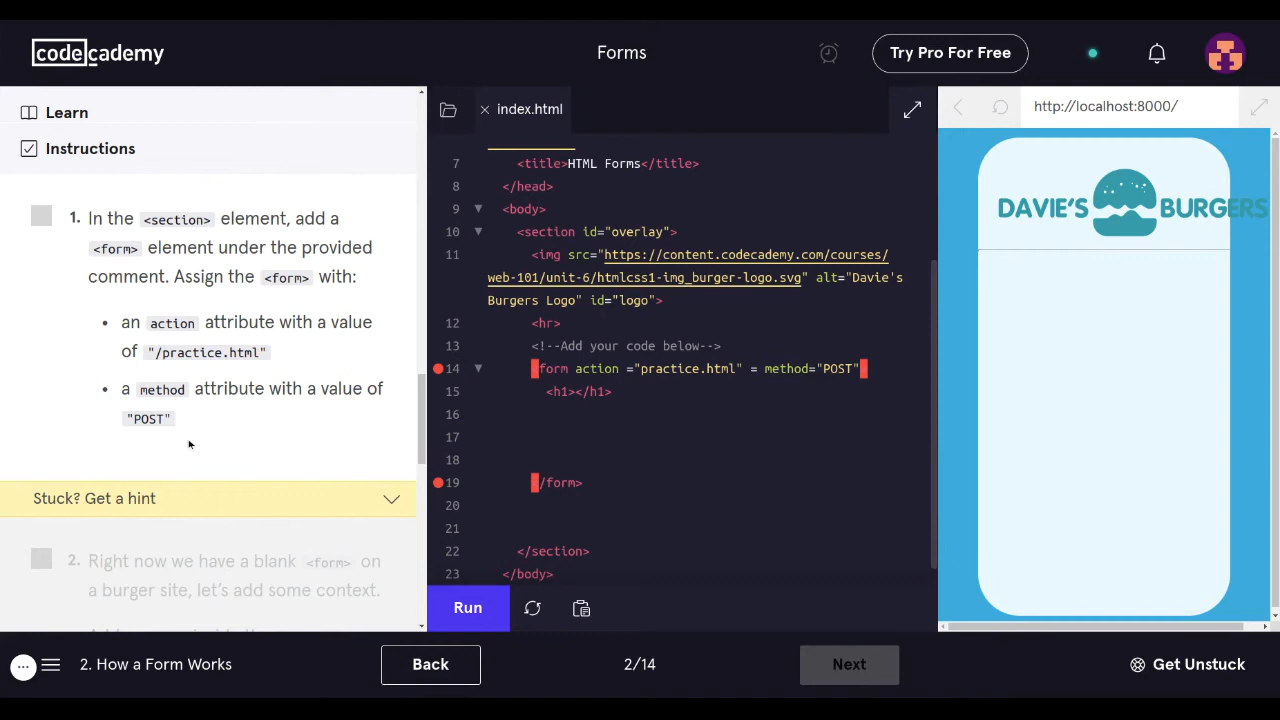 codecademy
Forms
Try Pro For Free
Learn
Instructions
1. In the <section> element, add a
<form> element under the provided
comment. Assign the <form> with:
• an action attribute with a value
of "/practice.html"
• a method attribute with a value of
"POST"
Stuck? Get a hint
2. Right now we have a blank <form> on
a burger site, let's add some context.
index.html
7 <title>HTML Forms</title>
8 </head>
9 <body>
10 <section id="overlay">
11 <img src="https://content.codecademy.com/courses/
web-101/unit-6/htmlcss1-img_burger-logo.svg" alt="Davie's
Burgers Logo" id="logo">
12 <hr>
13 <!--Add your code below-->
14 <form action ="practice.html" = method="POST">
15 <h1></h1>
16
17
18
19 </form>
20
21
22 </section>
23 </body>
Run
http://localhost:8000/
DAVIE'S BURGERS
2. How a Form Works
Back
2/14
Next
Get Unstuck